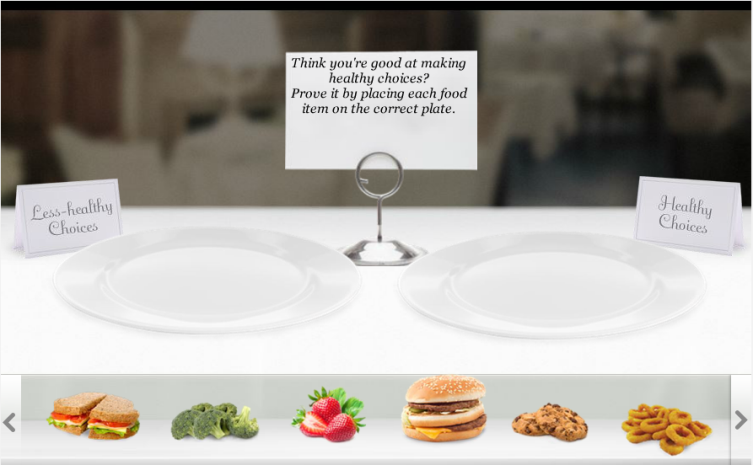 Think you're good at making
healthy choices?
Prove it by placing each food
item on the correct plate.
Less-healthy
Choices
Healthy
Choices